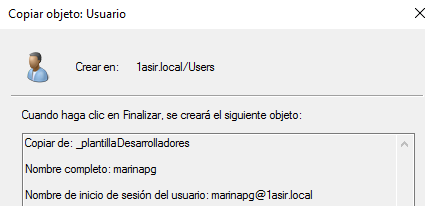 Copiar objeto: Usuario
Crear en: 1asir.local/Users
Cuando haga clic en Finalizar, se creará el siguiente objeto:
Copiar de: _plantillaDesarrolladores
Nombre completo: marinapg
Nombre de inicio de sesión del usuario: marinapg@1asir.local